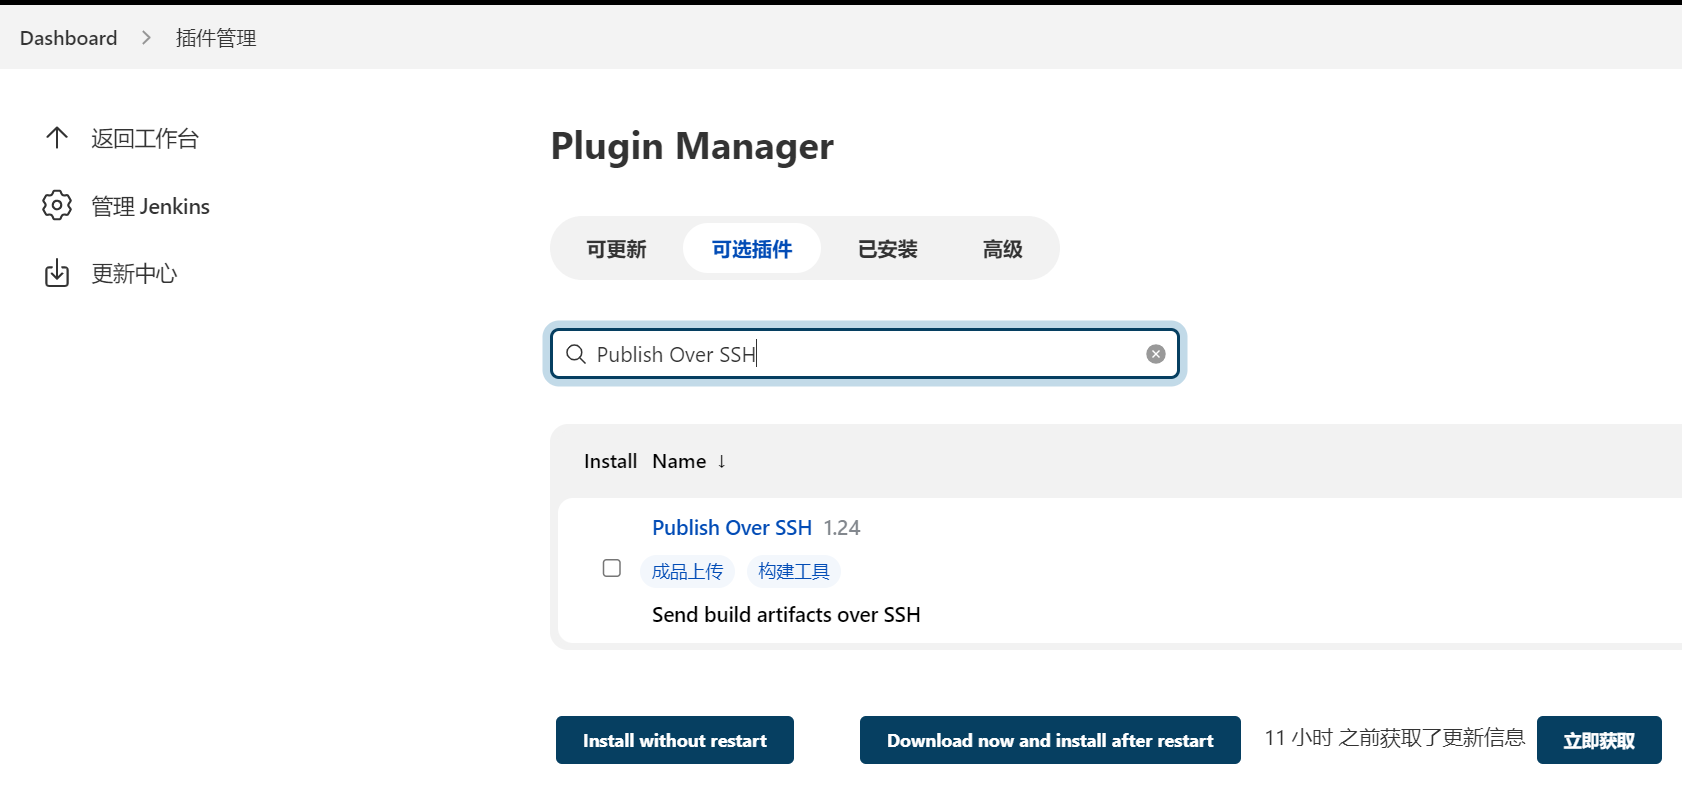 Dashboard > 插件管理
返回工作台
管理 Jenkins
更新中心
Plugin Manager
可更新 可选插件 已安装 高级
Publish Over SSH
Install Name ↓
Publish Over SSH 1.24
成品上传 构建工具
Send build artifacts over SSH
Install without restart Download now and install after restart 11 小时 之前获取了更新信息 立即获取